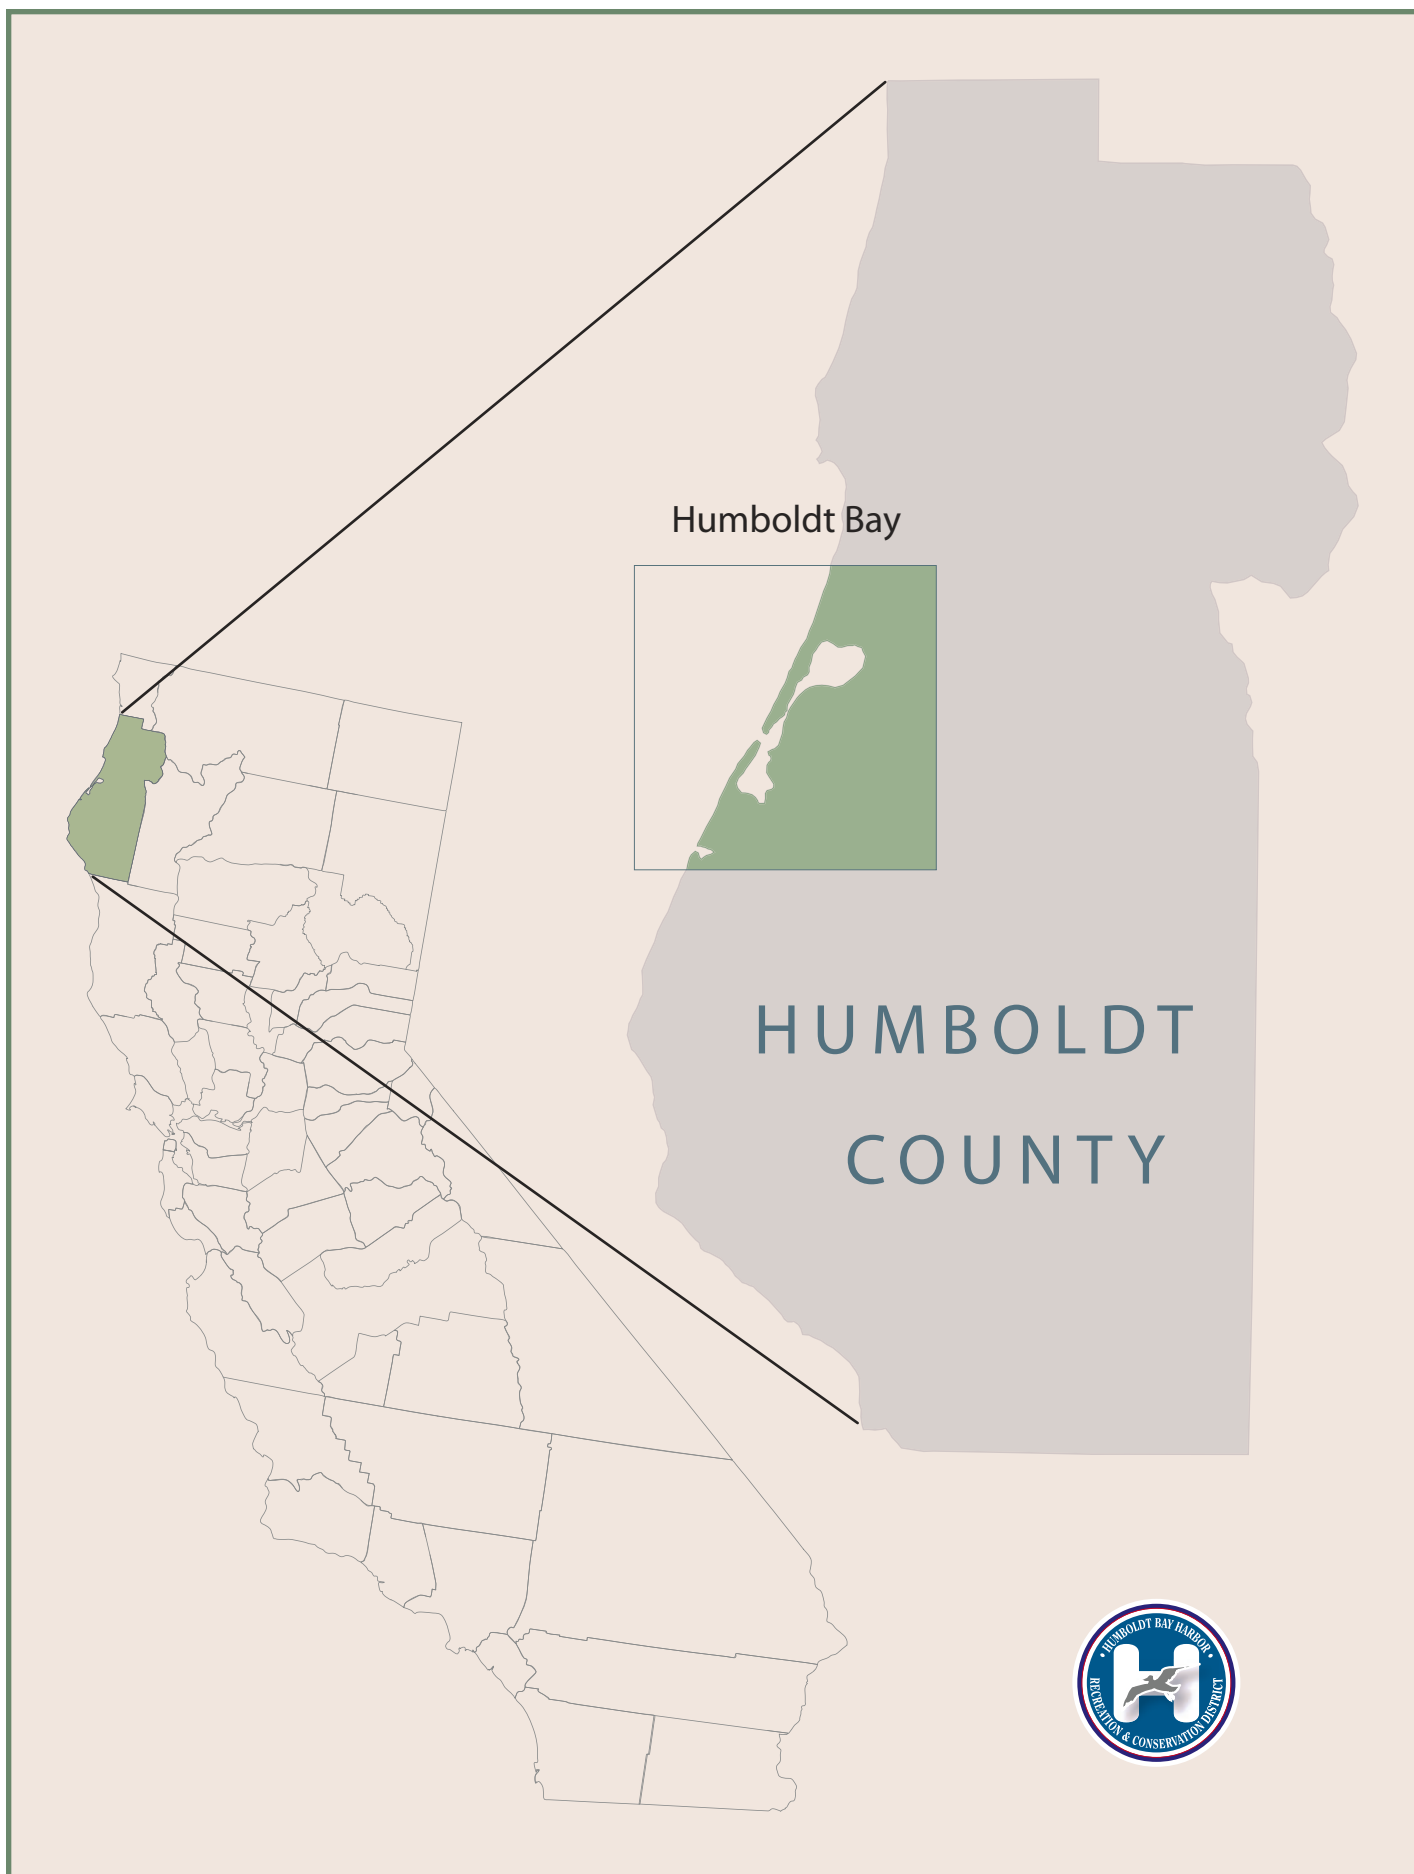 Humboldt Bay
HUMBOLDT
COUNTY
• HUMBOLDT BAY HARBOR •
RECREATION & CONSERVATION DISTRICT
H